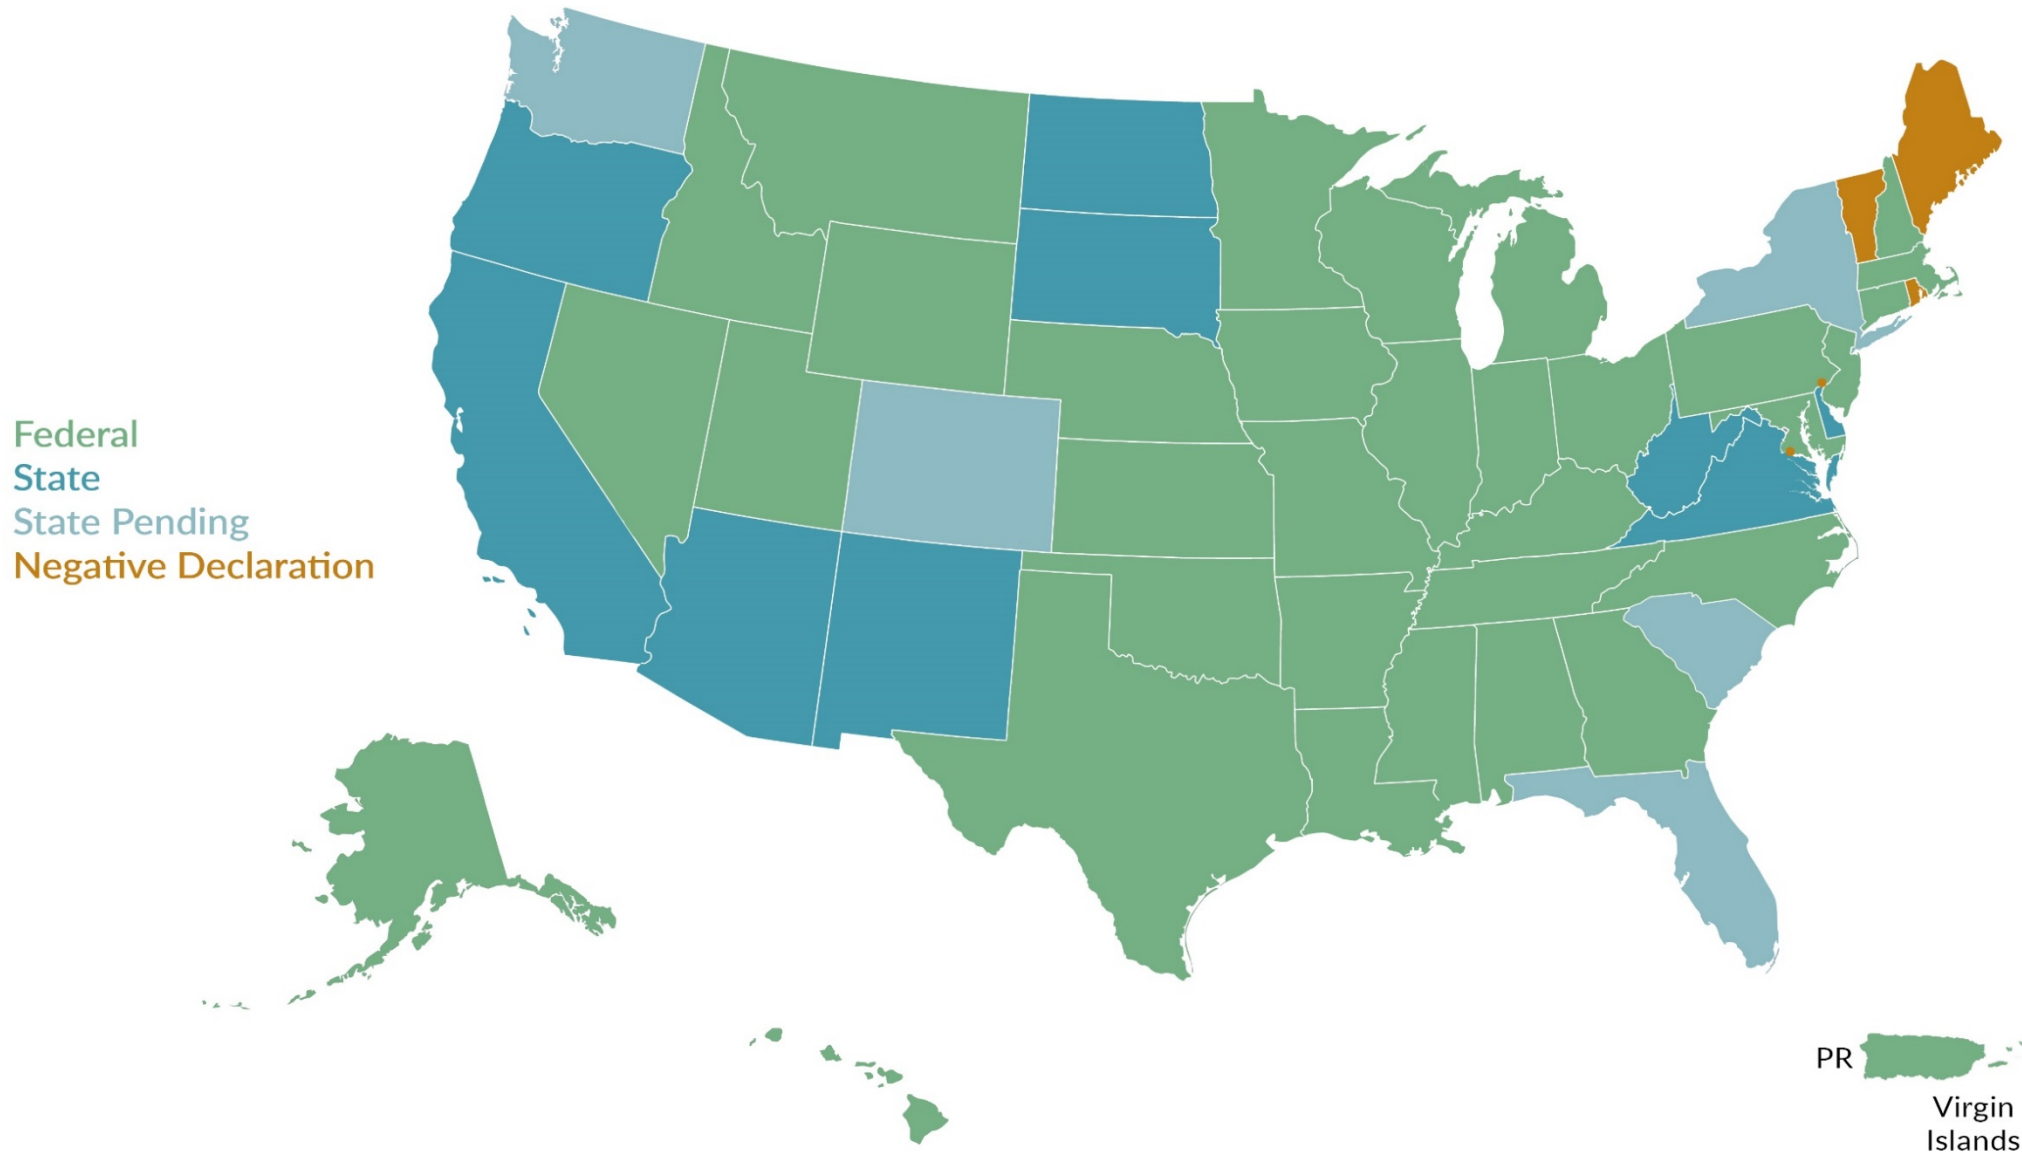 Federal
State
State Pending
Negative Declaration
PR
Virgin
Islands